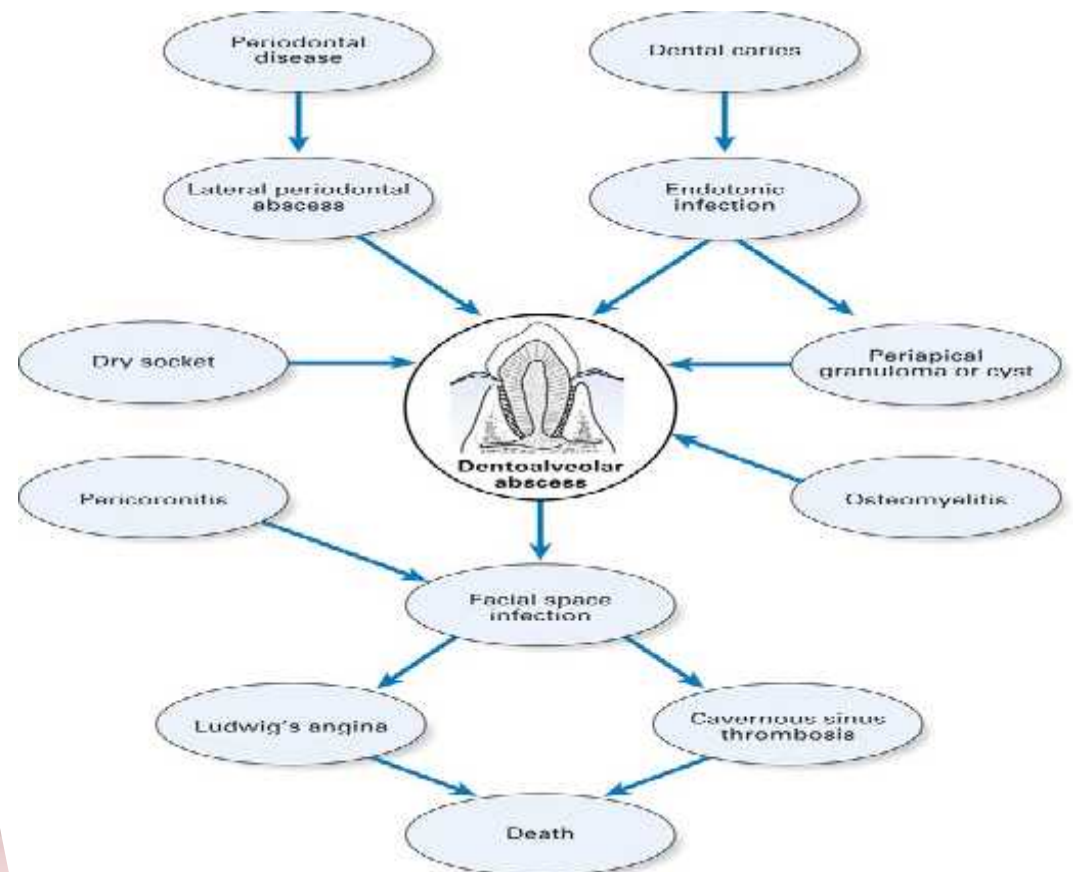 Periodontal
disease
Dental caries
Lateral periodontal
abscess
Endotonic
infection
Dry socket
Periapical
granuloma or cyst
Dentoalveolar
abscess
Pericoronitis
Osteomyelitis
Facial space
infection
Ludwig's angina
Cavernous sinus
thrombosis
Death